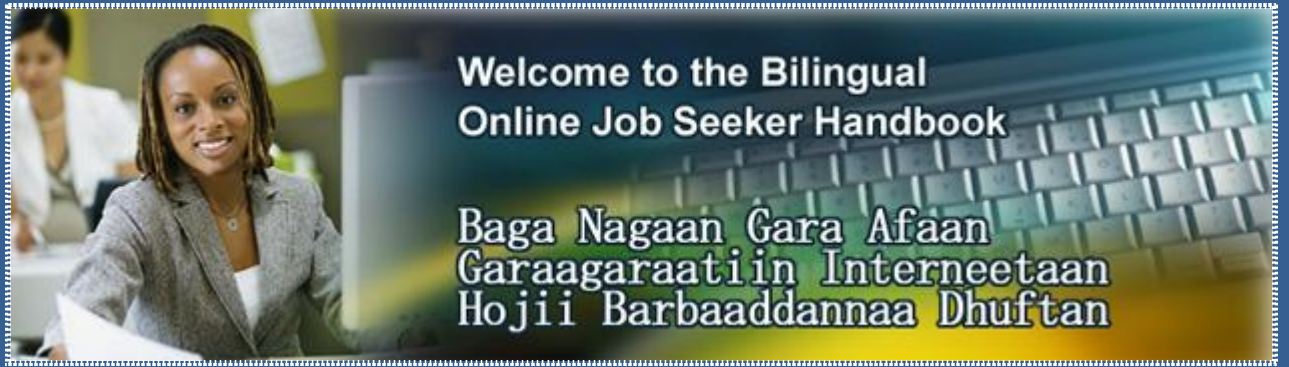 Welcome to the Bilingual
Online Job Seeker Handbook
Baga Nagaan Gara Afaan
Garaagaraatiin Interneetaan
Hojii Barbaaddannaa Dhuftan